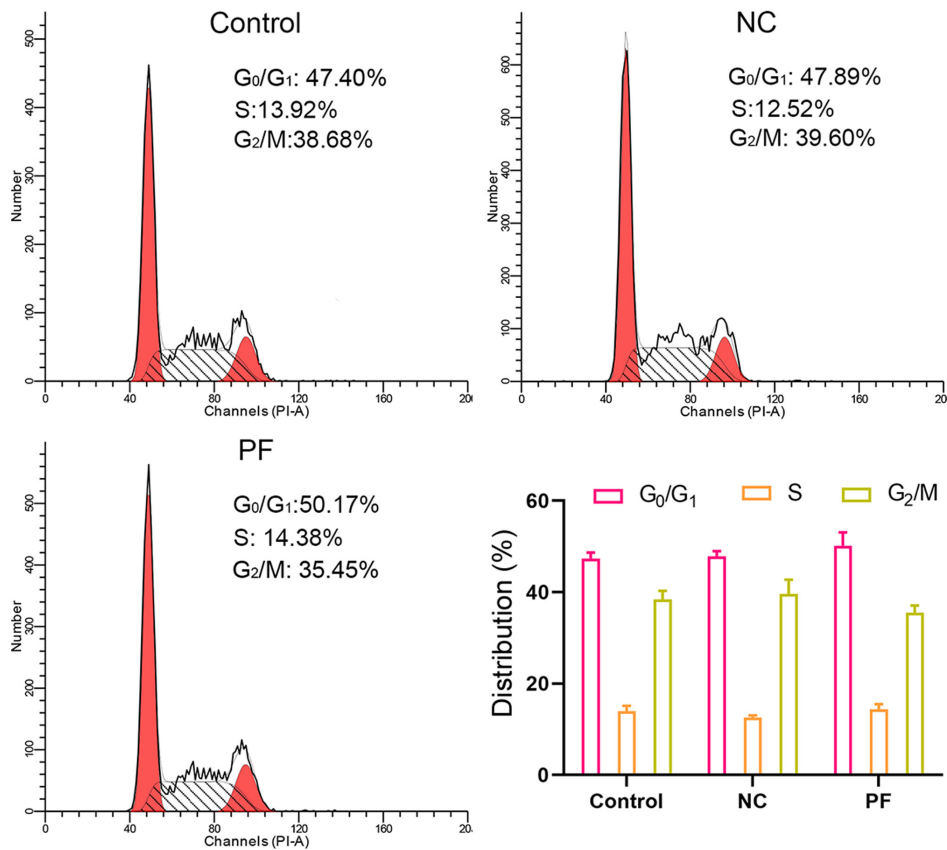 Control
G₀/G₁: 47.40%
S:13.92%
G₂/M:38.68%
Number
500
400
300
200
100
0
0 40 80 120 160 20
Channels (PI-A)
NC
G₀/G₁: 47.89%
S:12.52%
G₂/M: 39.60%
Number
600
500
400
300
200
100
0
0 40 80 120 160 20
Channels (PI-A)
PF
G₀/G₁:50.17%
S: 14.38%
G₂/M: 35.45%
Number
500
400
300
200
100
0
0 40 80 120 160 20
Channels (PI-A)
G₀/G₁ S G₂/M
Distribution (%)
60
40
20
0
Control NC PF